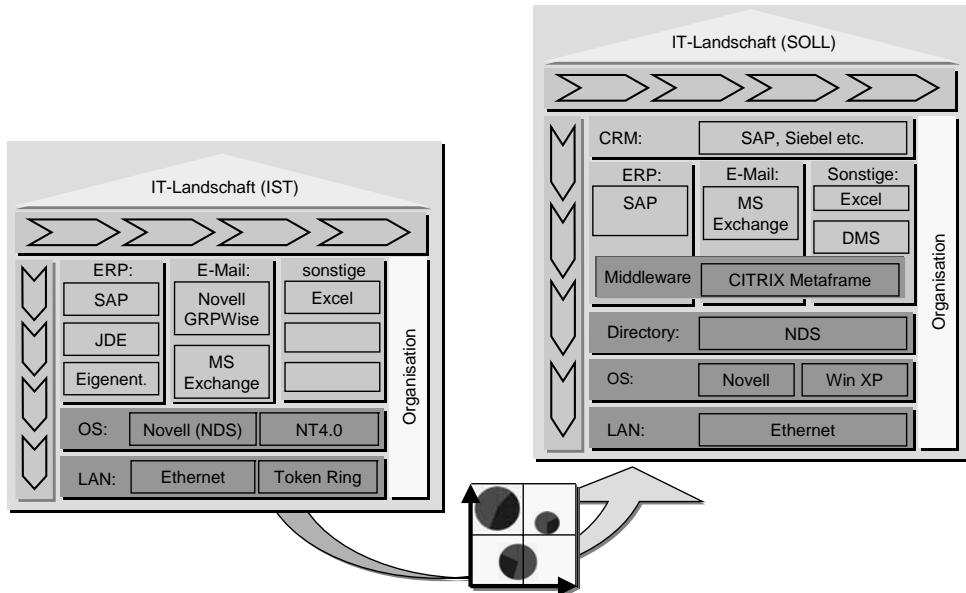 IT-Landschaft (IST)
ERP:
SAP
JDE
Eigenent.
E-Mail:
Novell
GRPWise
MS
Exchange
sonstige
Excel
OS:
Novell (NDS)
NT4.0
LAN:
Ethernet
Token Ring
Organisation
IT-Landschaft (SOLL)
CRM:
SAP, Siebel etc.
ERP:
SAP
E-Mail:
MS
Exchange
Sonstige:
Excel
DMS
Middleware
CITRIX Metaframe
Directory:
NDS
OS:
Novell
Win XP
LAN:
Ethernet
Organisation